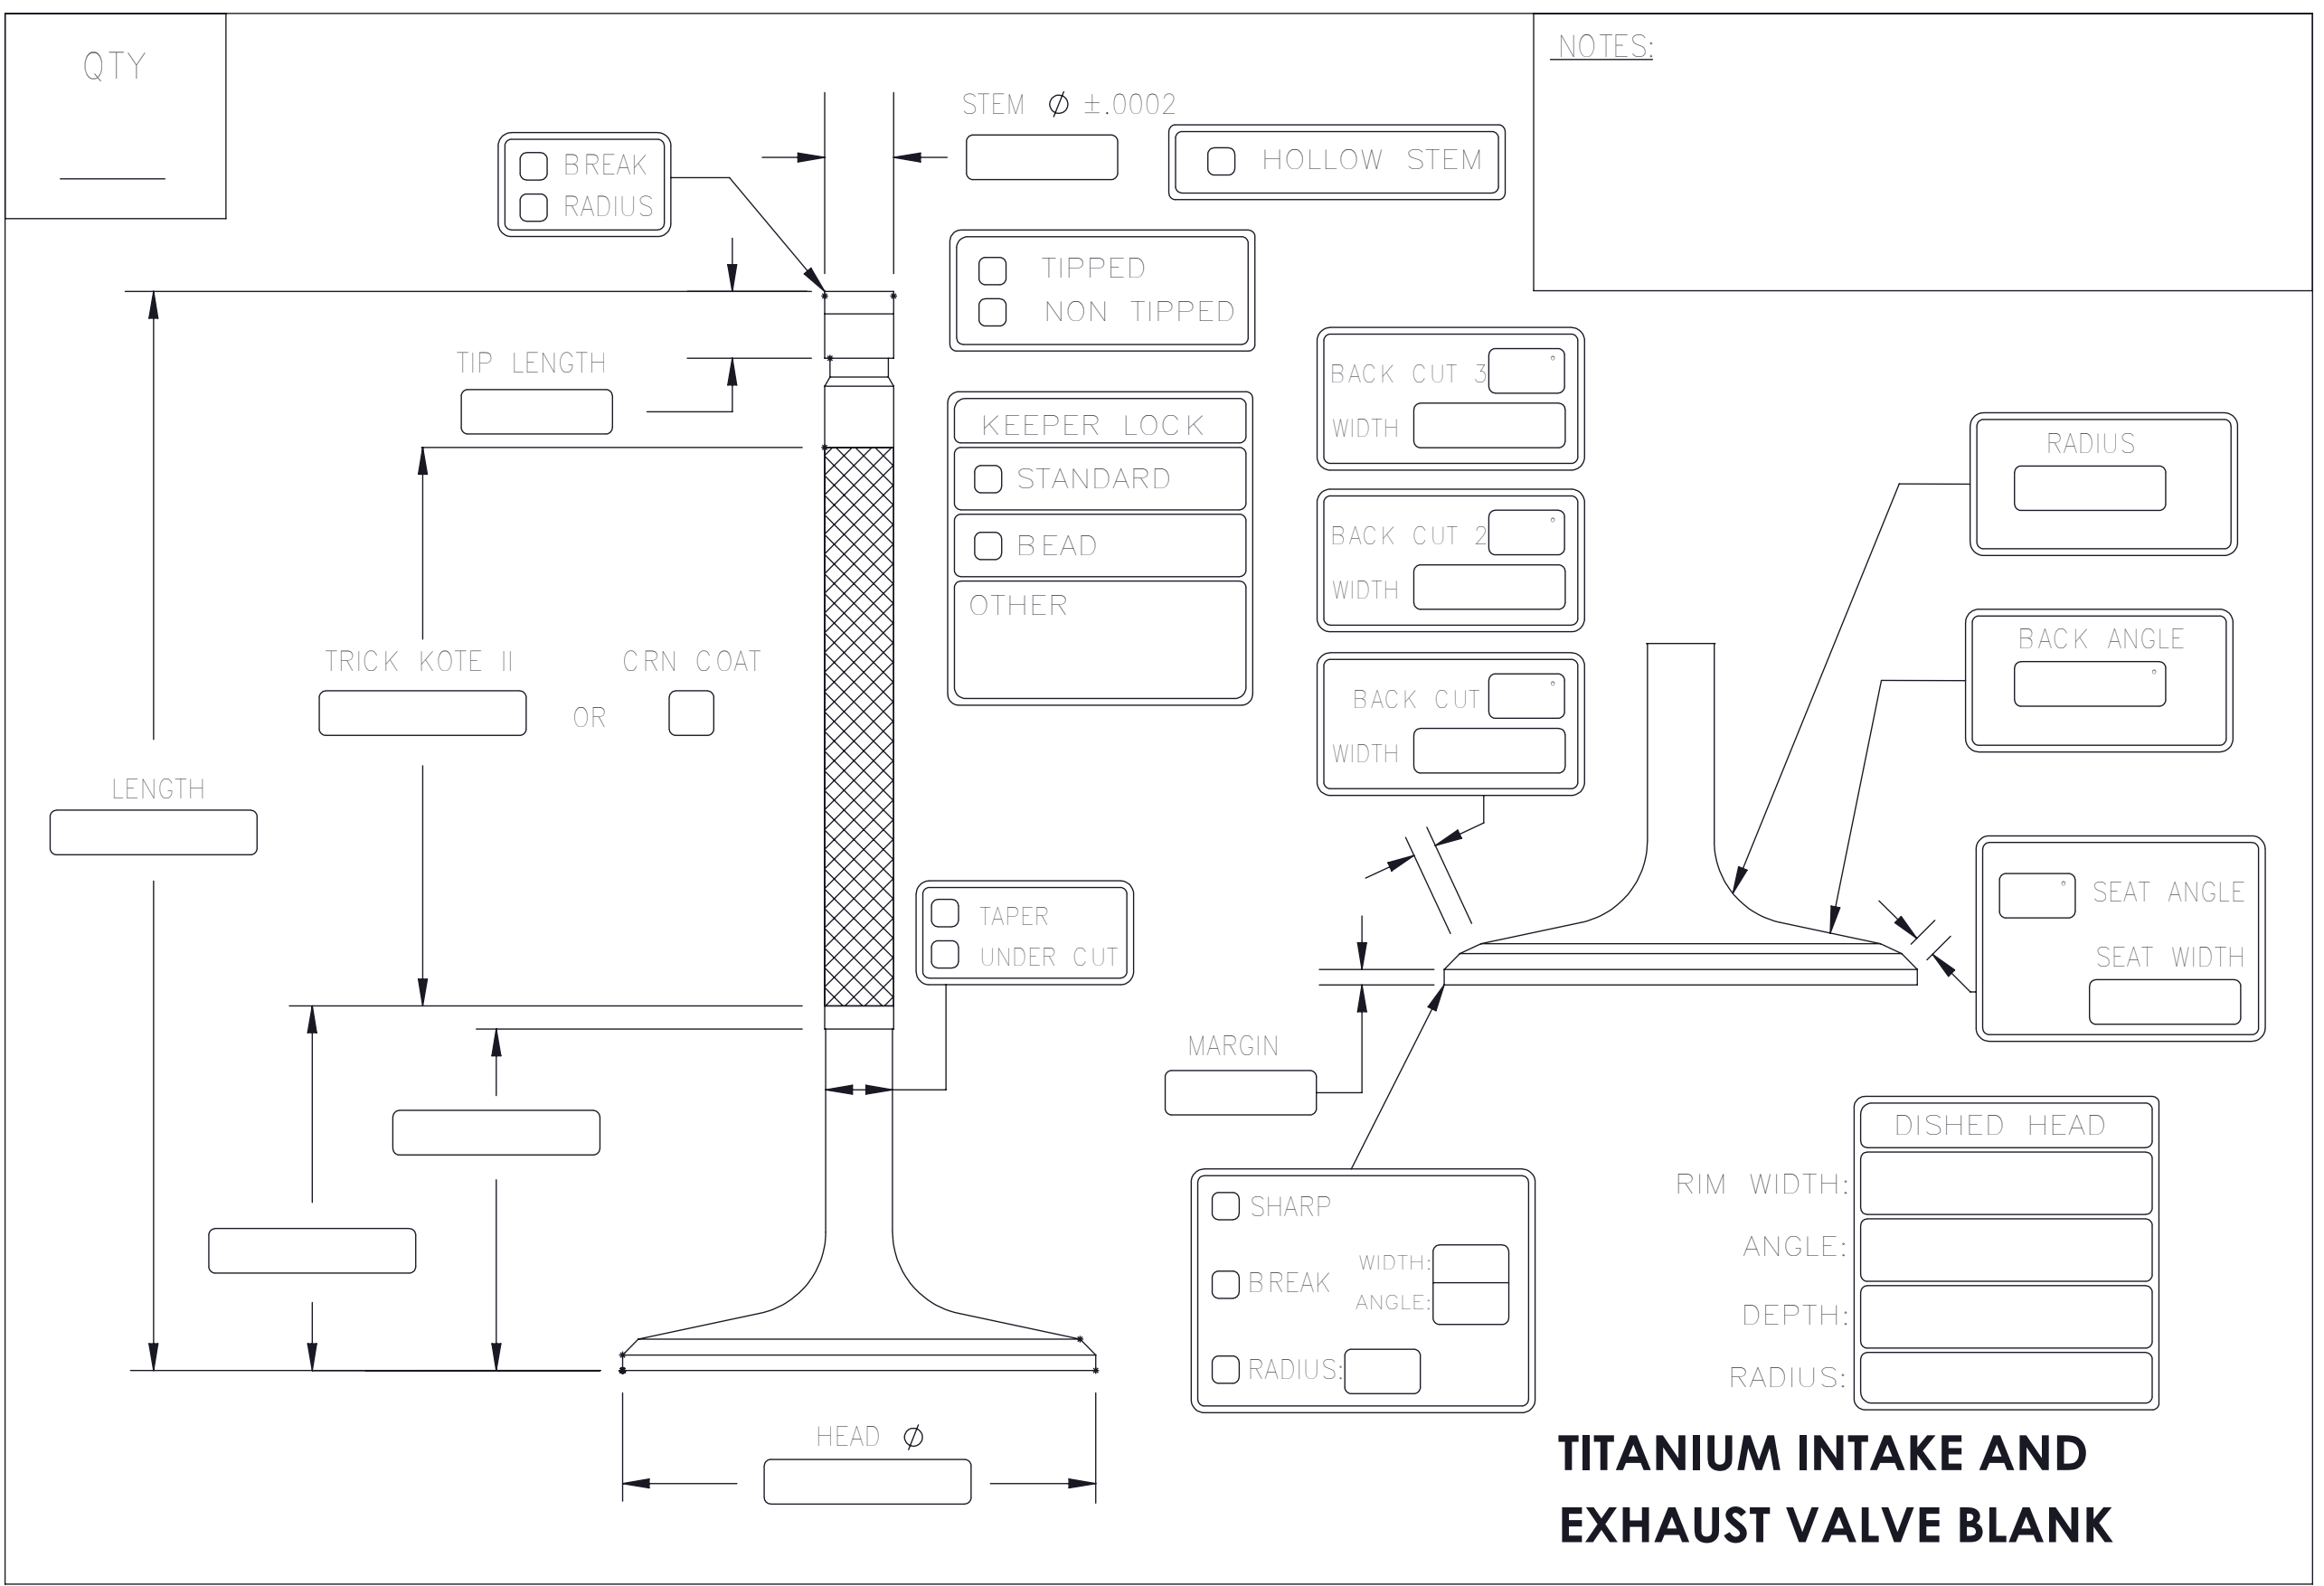 QTY
NOTES:
STEM Ø ±.0002
BREAK
RADIUS
HOLLOW STEM
TIPPED
NON TIPPED
TIP LENGTH
KEEPER LOCK
STANDARD
BEAD
OTHER
BACK CUT 3 °
WIDTH
BACK CUT 2 °
WIDTH
BACK CUT °
WIDTH
RADIUS
BACK ANGLE
°
TRICK KOTE II
OR
CRN COAT
LENGTH
TAPER
UNDER CUT
° SEAT ANGLE
SEAT WIDTH
MARGIN
SHARP
BREAK
WIDTH:
ANGLE:
RADIUS:
DISHED HEAD
RIM WIDTH:
ANGLE:
DEPTH:
RADIUS:
HEAD Ø
TITANIUM INTAKE AND
EXHAUST VALVE BLANK